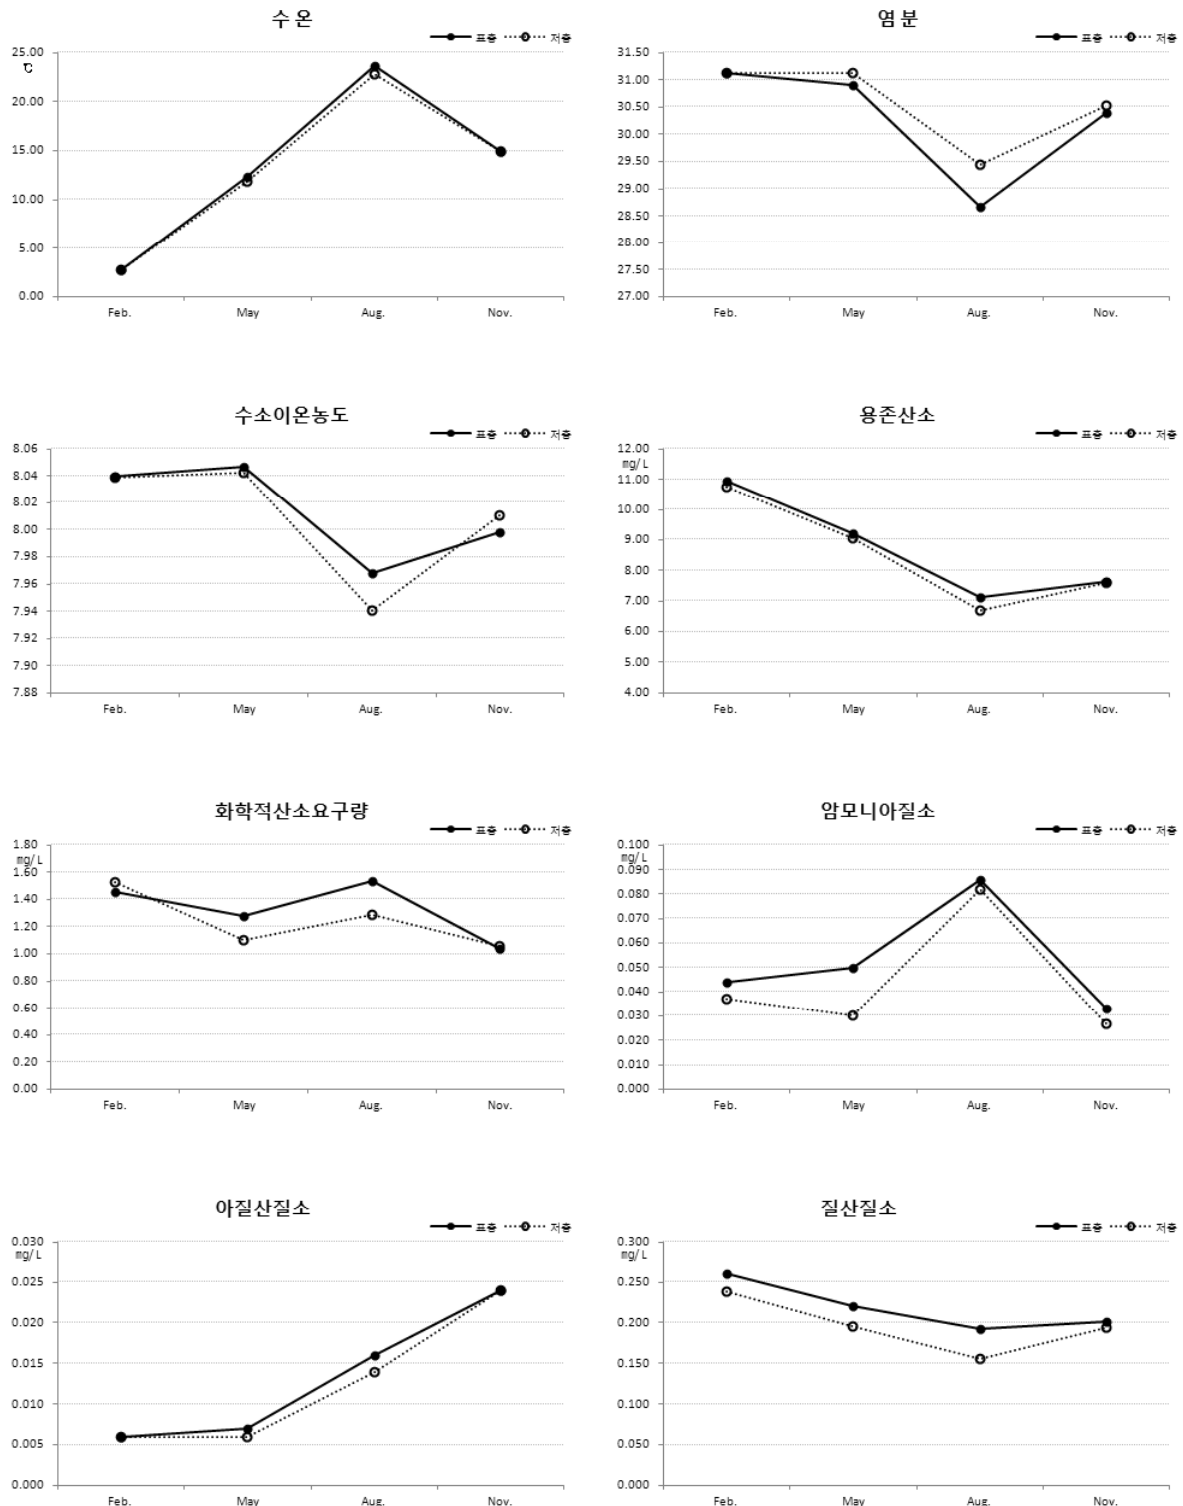 수 온
표층 저층
25.00
℃
20.00
15.00
10.00
5.00
0.00
Feb. May Aug. Nov.
염 분
표층 저층
31.50
31.00
30.50
30.00
29.50
29.00
28.50
28.00
27.50
27.00
Feb. May Aug. Nov.
수소이온농도
표층 저층
8.06
8.04
8.02
8.00
7.98
7.96
7.94
7.92
7.90
7.88
Feb. May Aug. Nov.
용존산소
표층 저층
12.00
mg/L
11.00
10.00
9.00
8.00
7.00
6.00
5.00
4.00
Feb. May Aug. Nov.
화학적산소요구량
표층 저층
1.80
mg/L
1.60
1.40
1.20
1.00
0.80
0.60
0.40
0.20
0.00
Feb. May Aug. Nov.
암모니아질소
표층 저층
0.100
mg/L
0.090
0.080
0.070
0.060
0.050
0.040
0.030
0.020
0.010
0.000
Feb. May Aug. Nov.
아질산질소
표층 저층
0.030
mg/L
0.025
0.020
0.015
0.010
0.005
0.000
Feb. May Aug. Nov.
질산질소
표층 저층
0.300
mg/L
0.250
0.200
0.150
0.100
0.050
0.000
Feb. May Aug. Nov.